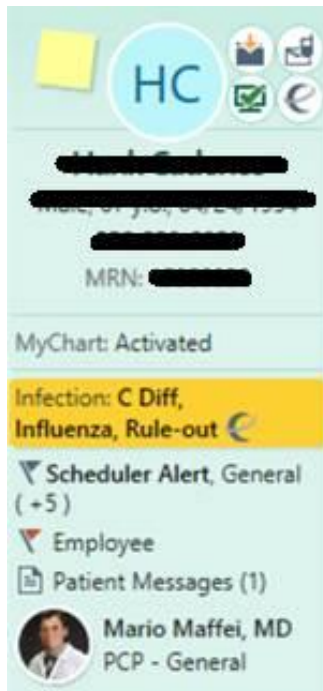 HC
MRN:
MyChart: Activated
Infection: C Diff,
Influenza, Rule-out
Scheduler Alert, General
( +5 )
Employee
Patient Messages (1)
Mario Maffei, MD
PCP - General